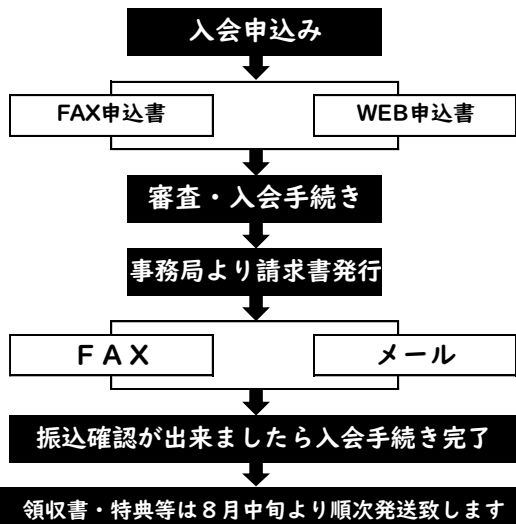 入会申込み
FAX申込書
WEB申込書
審査・入会手続き
事務局より請求書発行
ＦＡＸ
メール
振込確認が出来ましたら入会手続き完了
領収書・特典等は８月中旬より順次発送致します